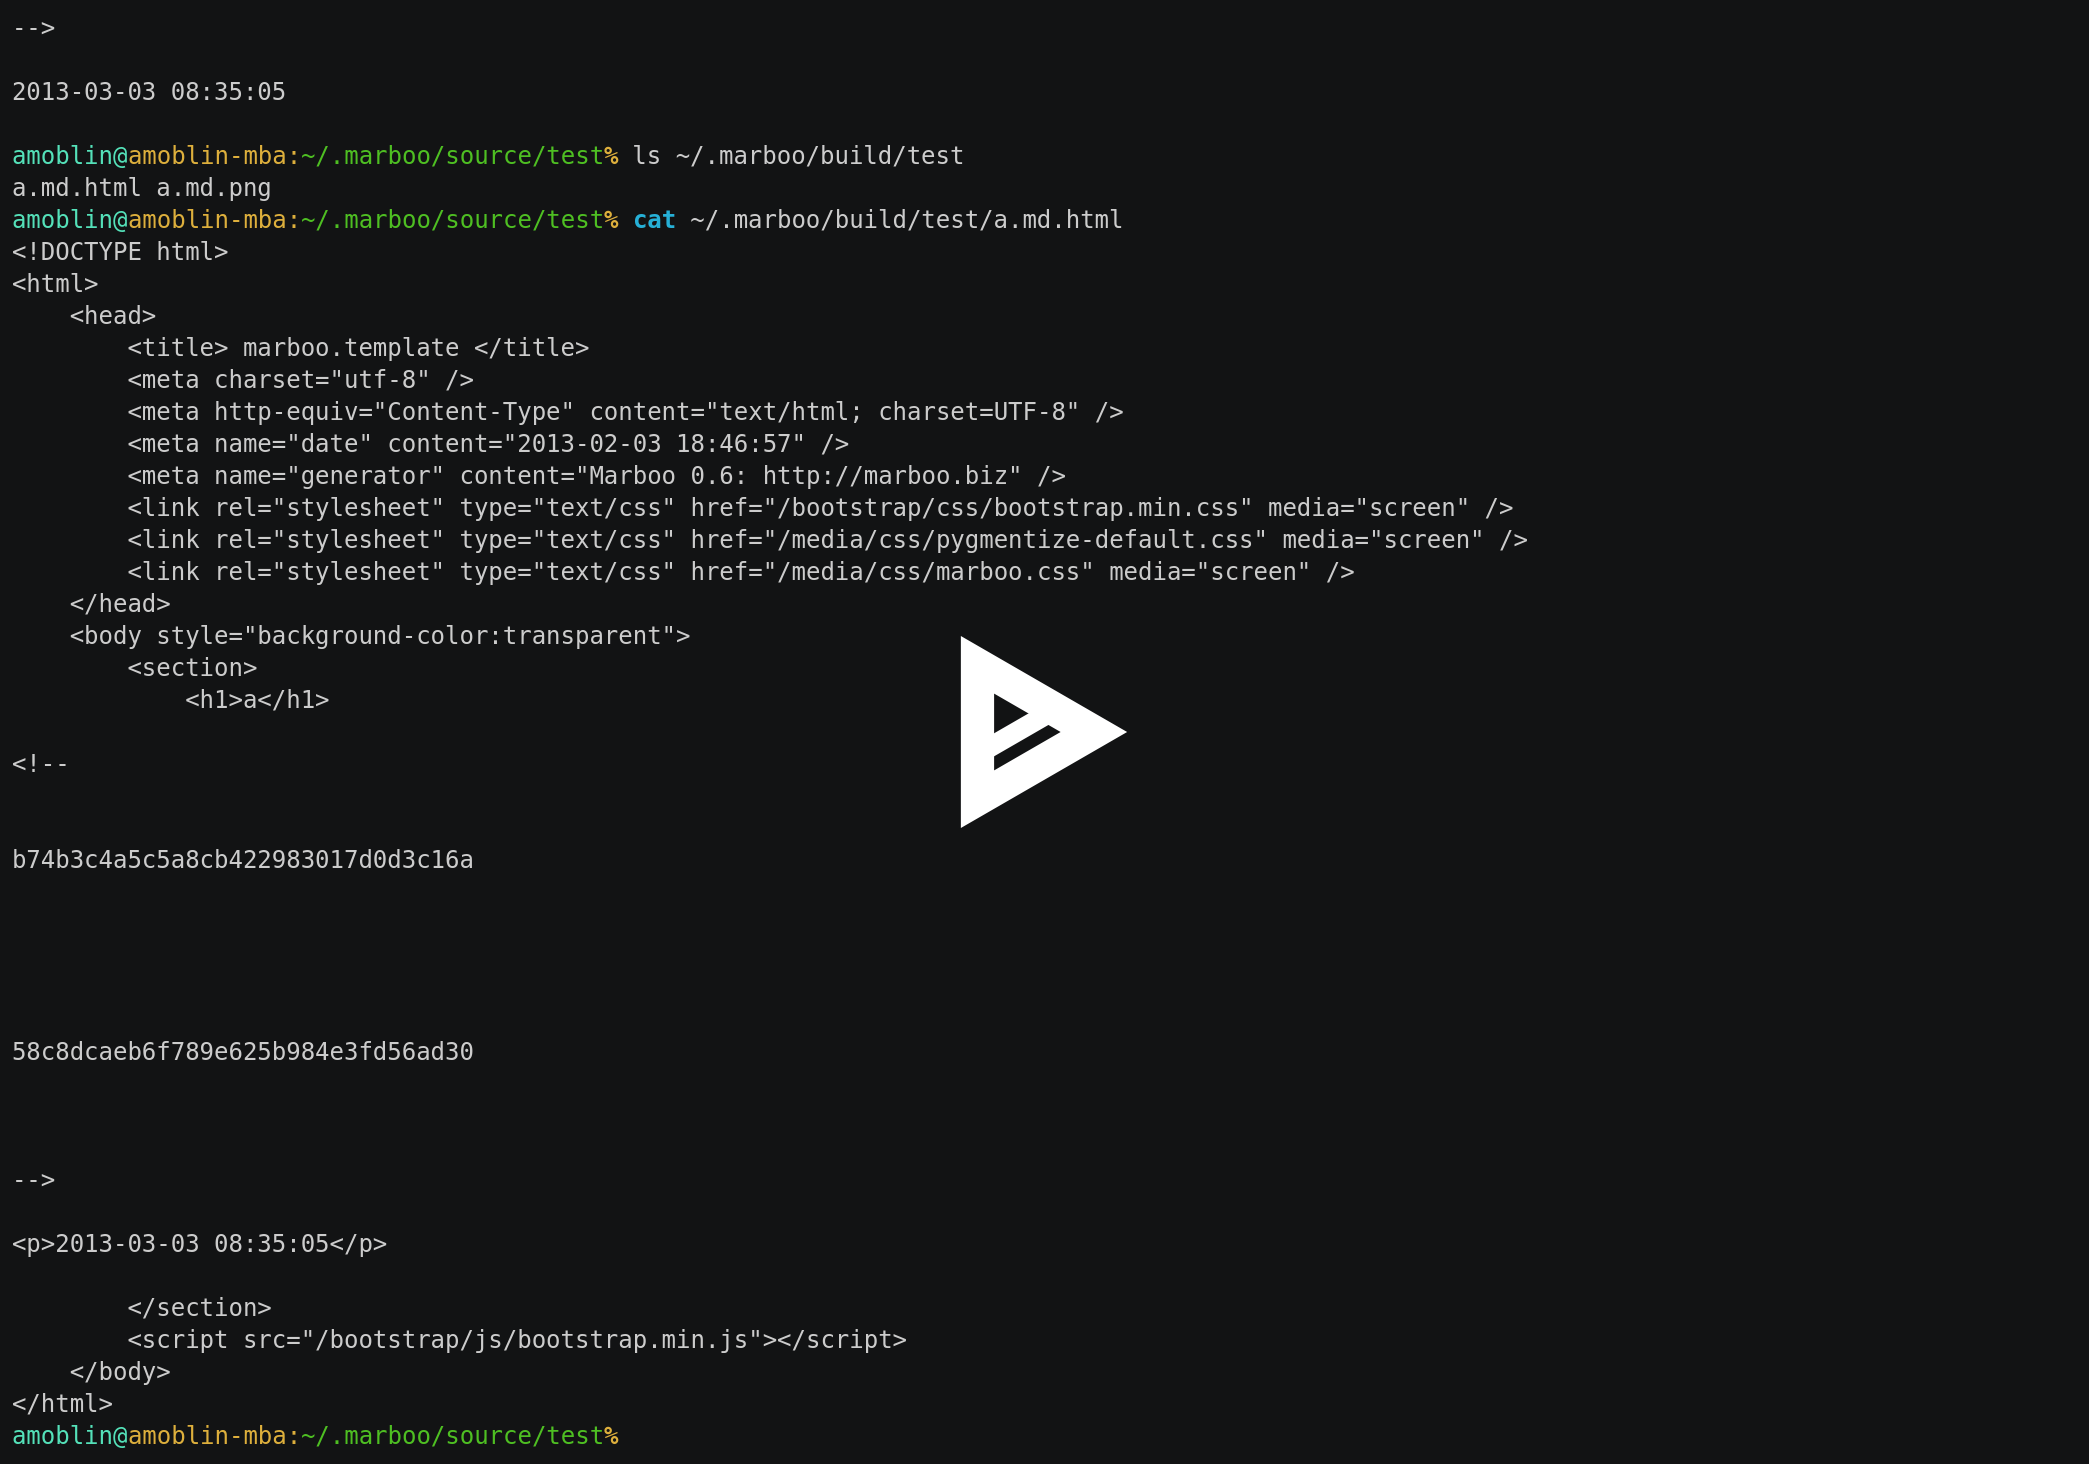 -->
2013-03-03 08:35:05
amoblin@amoblin-mba:~/.marboo/source/test% ls ~/.marboo/build/test
a.md.html a.md.png
amoblin@amoblin-mba:~/.marboo/source/test% cat ~/.marboo/build/test/a.md.html
<!DOCTYPE html>
<html>
    <head>
        <title> marboo.template </title>
        <meta charset="utf-8" />
        <meta http-equiv="Content-Type" content="text/html; charset=UTF-8" />
        <meta name="date" content="2013-02-03 18:46:57" />
        <meta name="generator" content="Marboo 0.6: http://marboo.biz" />
        <link rel="stylesheet" type="text/css" href="/bootstrap/css/bootstrap.min.css" media="screen" />
        <link rel="stylesheet" type="text/css" href="/media/css/pygmentize-default.css" media="screen" />
        <link rel="stylesheet" type="text/css" href="/media/css/marboo.css" media="screen" />
    </head>
    <body style="background-color:transparent">
        <section>
            <h1>a</h1>
<!--
b74b3c4a5c5a8cb422983017d0d3c16a
58c8dcaeb6f789e625b984e3fd56ad30
-->
<p>2013-03-03 08:35:05</p>
        </section>
        <script src="/bootstrap/js/bootstrap.min.js"></script>
    </body>
</html>
amoblin@amoblin-mba:~/.marboo/source/test%